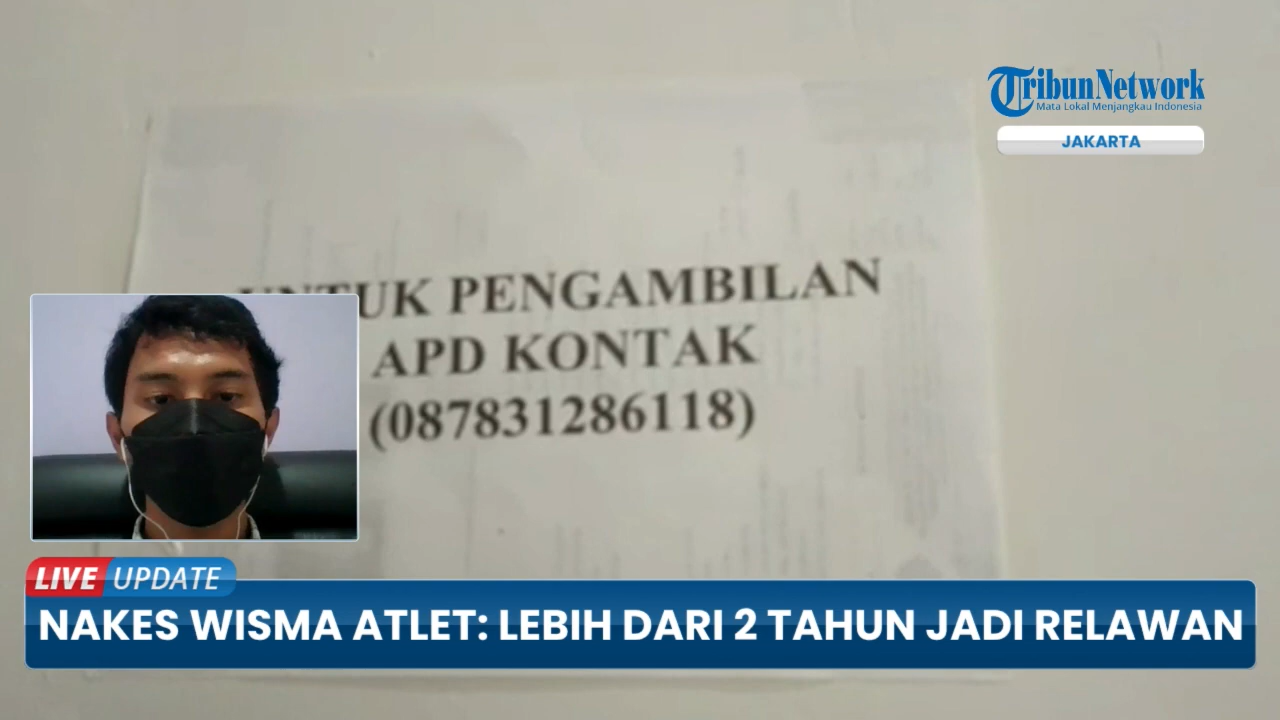 TribunNetwork
Mata Lokal Menjangkau Indonesia
JAKARTA
UNTUK PENGAMBILAN
APD KONTAK
(087831286118)
LIVE UPDATE
NAKES WISMA ATLET: LEBIH DARI 2 TAHUN JADI RELAWAN